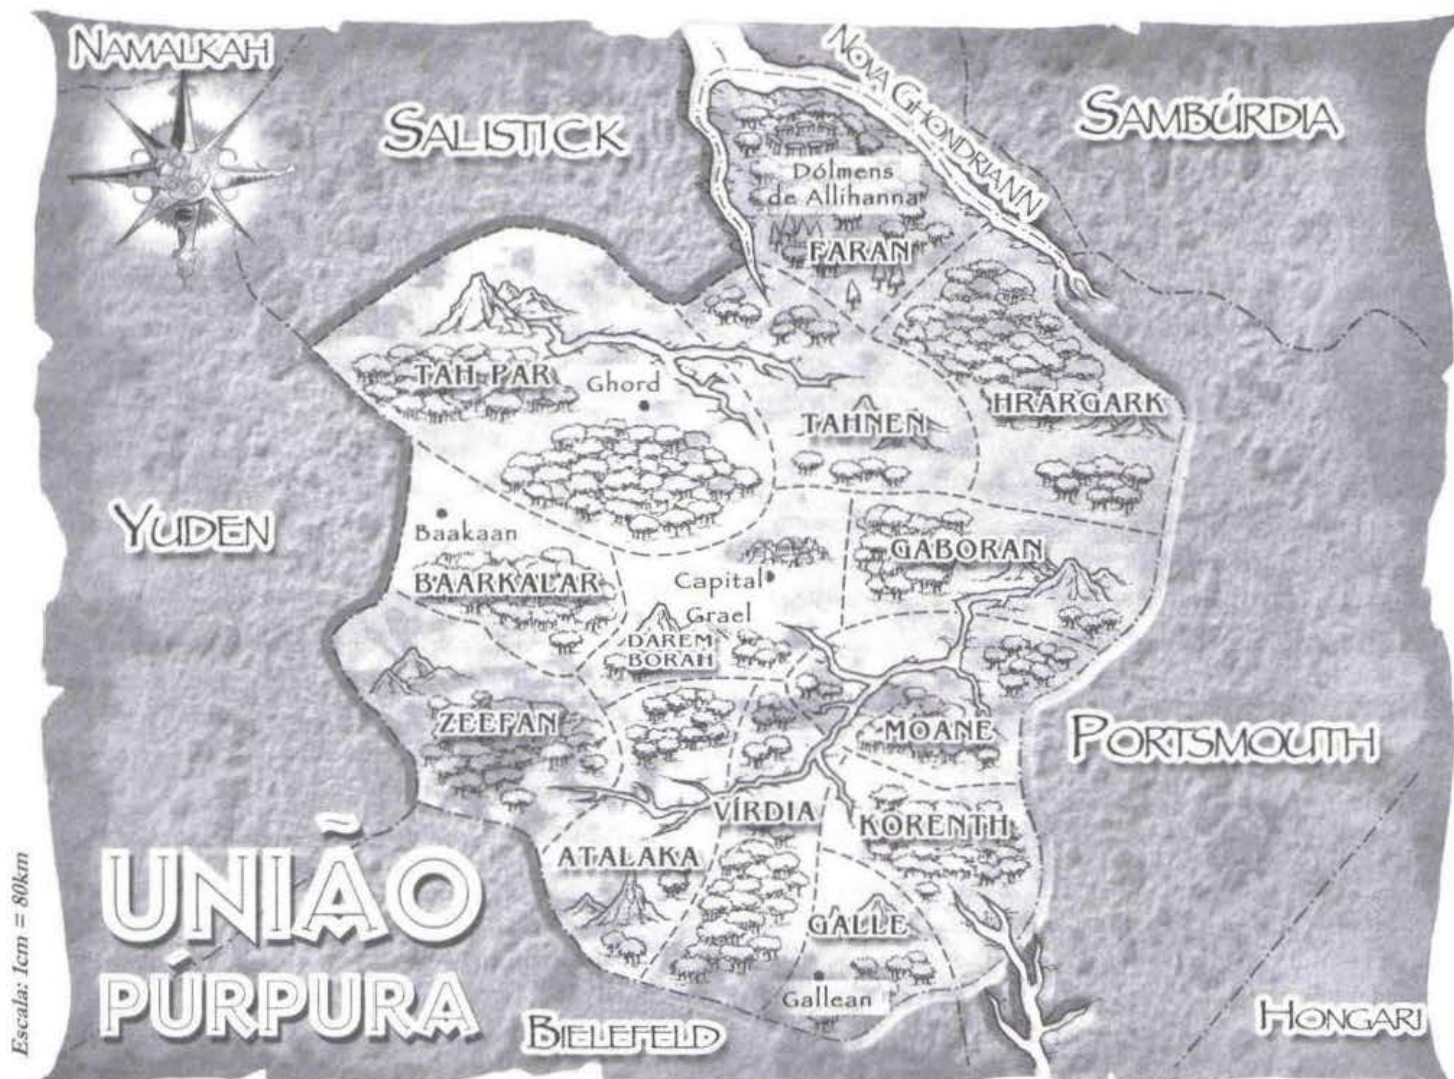 NAMALKAH
SALISTICK
NOVA GHONDRIANN
SAMBÚRDIA
Dólmens
de Allihanna
FARAN
TAH-PAR
Ghord
TAHNEN
HRARGARK
YUDEN
Baakaan
BAARKALAR
GABORAN
Capital
Grael
DAREM
BORAH
ZEEFAN
MOANE
PORTSMOUTH
VÍRDIA
KORENTH
ATALAKA
GALLE
Gallean
UNIÃO
PÚRPURA
Escala: 1cm = 80km
BIELEFELD
HONGARI